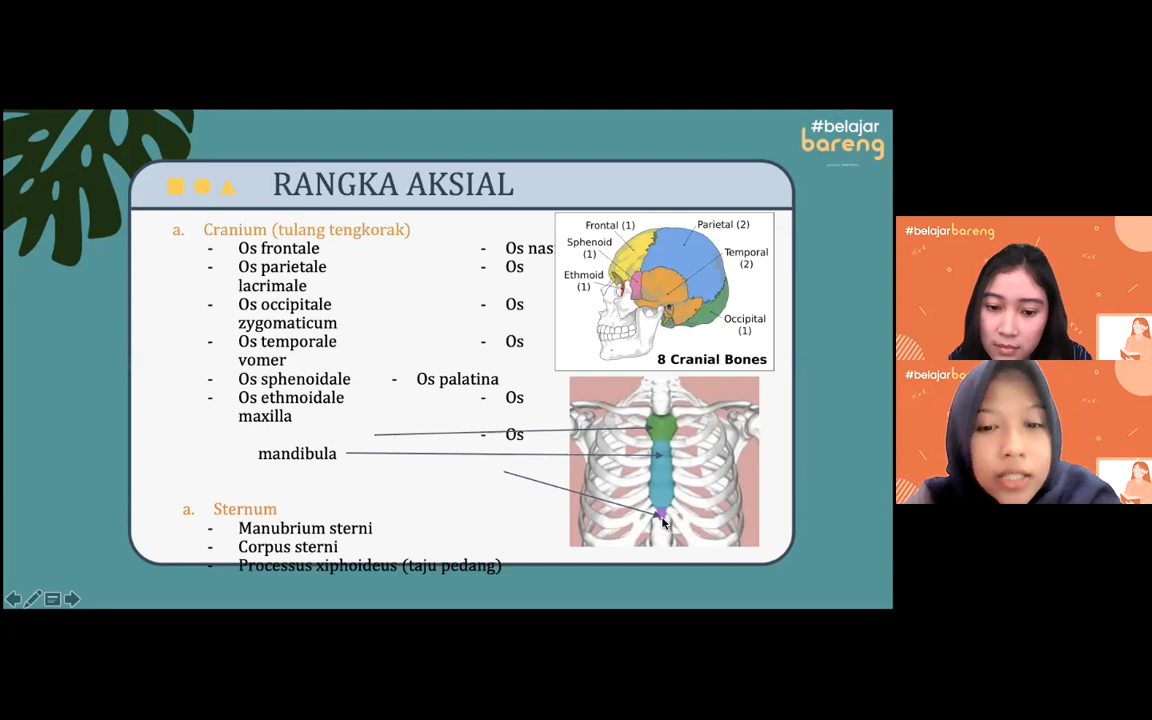 #belajar
bareng
RANGKA AKSIAL
a. Cranium (tulang tengkorak)
- Os frontale - Os nas
- Os parietale - Os
lacrimale
- Os occipitale - Os
zygomaticum
- Os temporale - Os
vomer
- Os sphenoidale - Os palatina
- Os ethmoidale - Os
maxilla
- Os
mandibula
a. Sternum
- Manubrium sterni
- Corpus sterni
- Processus xiphoideus (taju pedang)
Frontal (1)
Parietal (2)
Sphenoid
(1)
Temporal
(2)
Ethmoid
(1)
Occipital
(1)
8 Cranial Bones
#belajarbareng
#belajarba